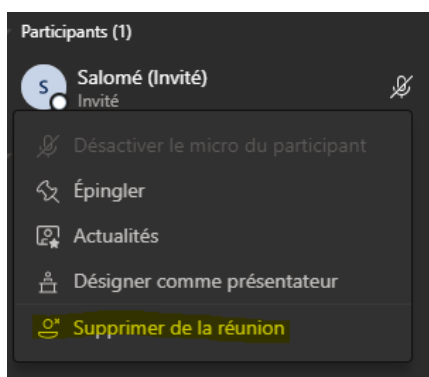 Participants (1)
S
Salomé (Invité)
Invité
Désactiver le micro du participant
Épingler
Actualités
Désigner comme présentateur
Supprimer de la réunion